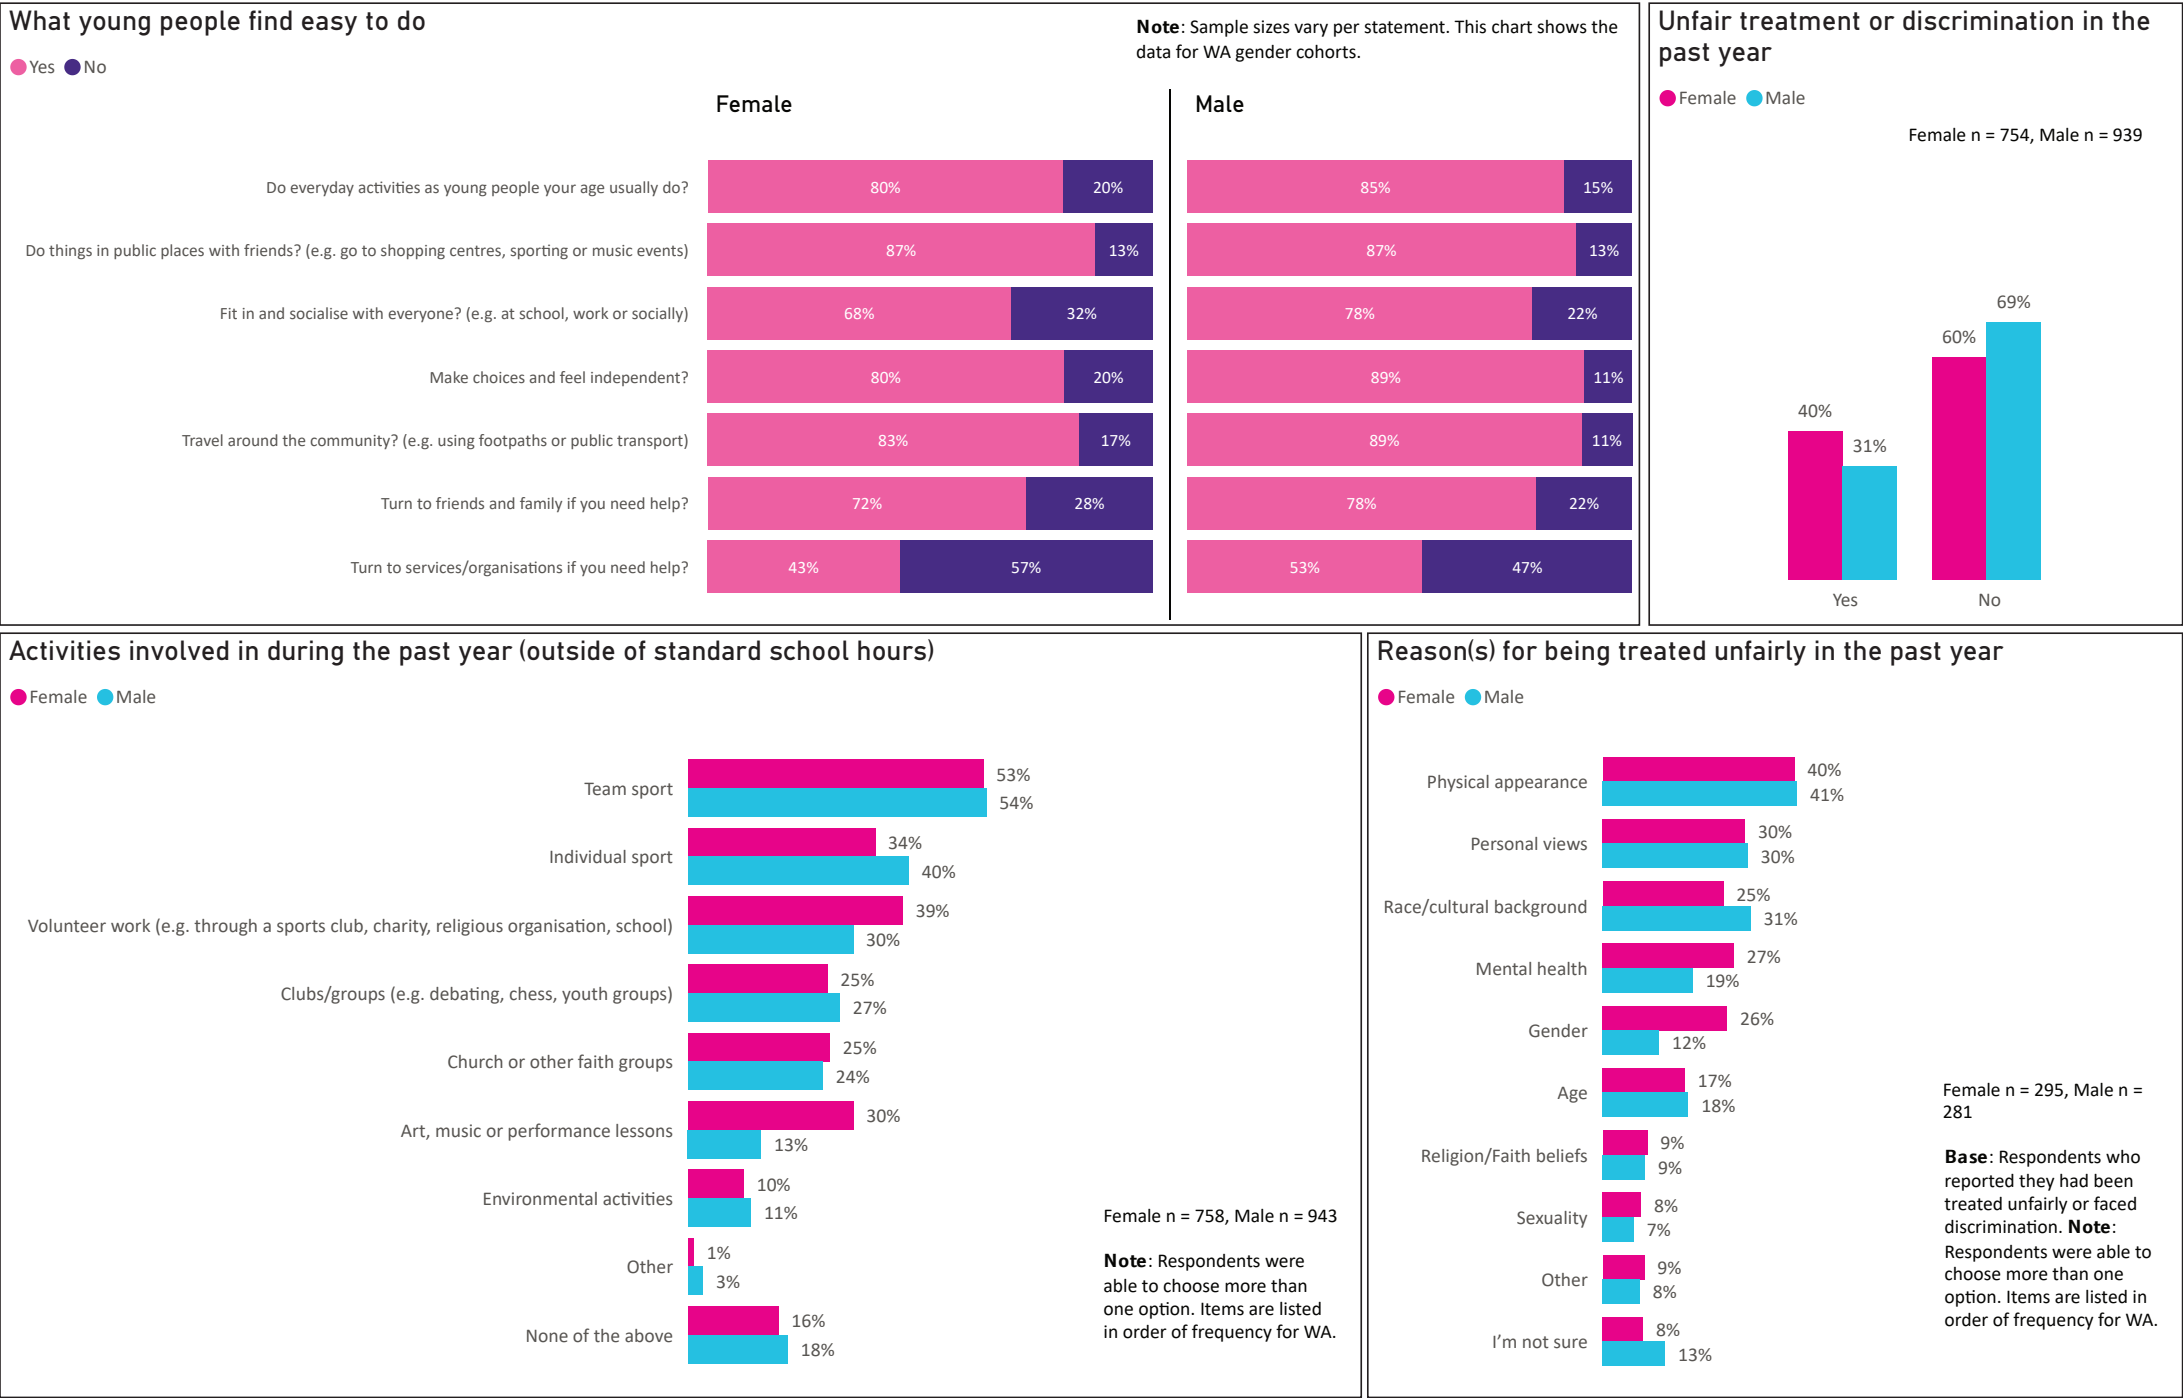 What young people find easy to do
Yes No
Note: Sample sizes vary per statement. This chart shows the
data for WA gender cohorts.
Female
Male
Do everyday activities as young people your age usually do? 80% 20% 85% 15%
Do things in public places with friends? (e.g. go to shopping centres, sporting or music events) 87% 13% 87% 13%
Fit in and socialise with everyone? (e.g. at school, work or socially) 68% 32% 78% 22%
Make choices and feel independent? 80% 20% 89% 11%
Travel around the community? (e.g. using footpaths or public transport) 83% 17% 89% 11%
Turn to friends and family if you need help? 72% 28% 78% 22%
Turn to services/organisations if you need help? 43% 57% 53% 47%
Unfair treatment or discrimination in the
past year
Female Male
Female n = 754, Male n = 939
40%
31%
60%
69%
Yes
No
Activities involved in during the past year (outside of standard school hours)
Female Male
Team sport
53%
54%
Individual sport
34%
40%
Volunteer work (e.g. through a sports club, charity, religious organisation, school)
39%
30%
Clubs/groups (e.g. debating, chess, youth groups)
25%
27%
Church or other faith groups
25%
24%
Art, music or performance lessons
30%
13%
Environmental activities
10%
11%
Other
1%
3%
None of the above
16%
18%
Female n = 758, Male n = 943
Note: Respondents were
able to choose more than
one option. Items are listed
in order of frequency for WA.
Reason(s) for being treated unfairly in the past year
Female Male
Physical appearance
40%
41%
Personal views
30%
30%
Race/cultural background
25%
31%
Mental health
27%
19%
Gender
26%
12%
Age
17%
18%
Religion/Faith beliefs
9%
9%
Sexuality
8%
7%
Other
9%
8%
I'm not sure
8%
13%
Female n = 295, Male n =
281
Base: Respondents who
reported they had been
treated unfairly or faced
discrimination. Note:
Respondents were able to
choose more than one
option. Items are listed in
order of frequency for WA.